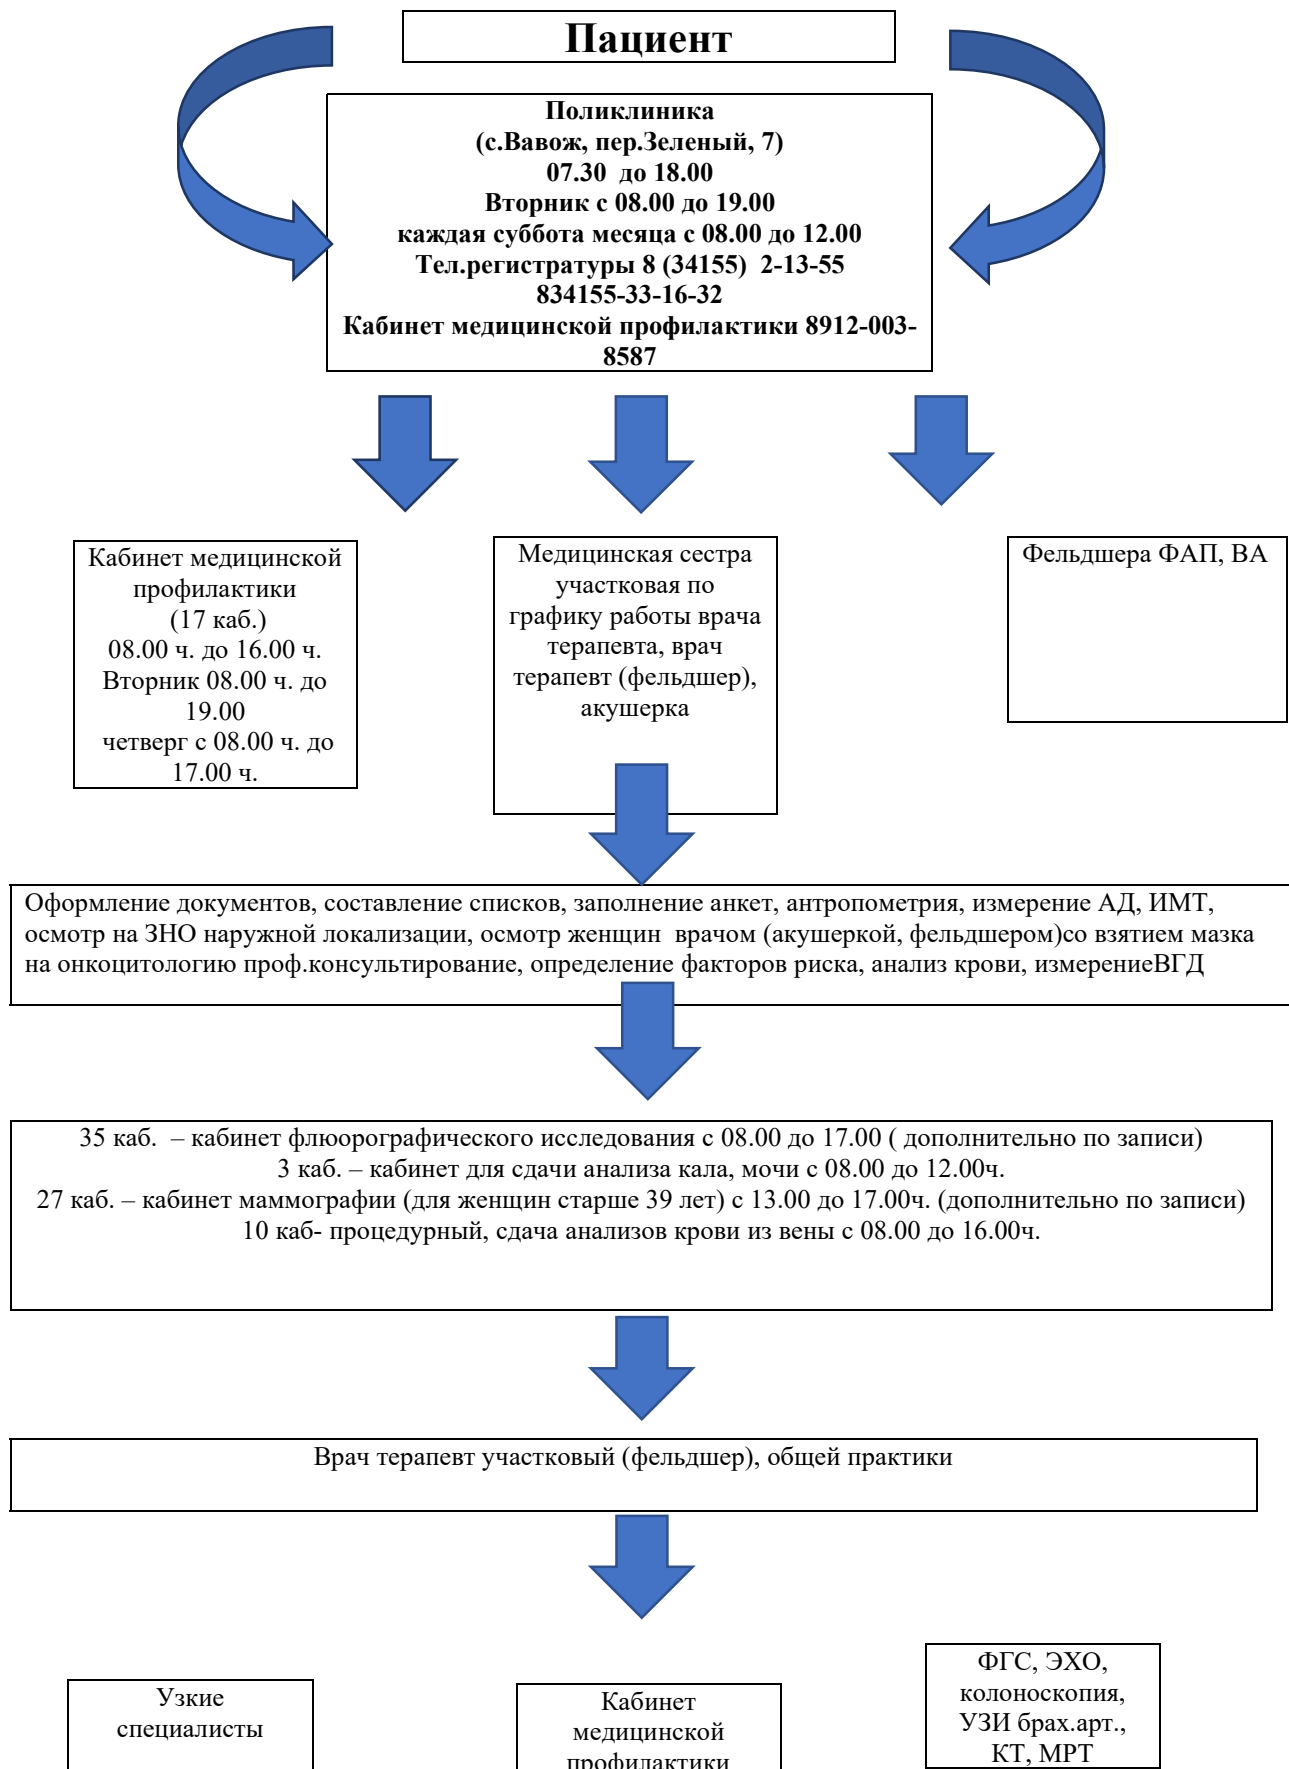 Пациент
Поликлиника
(с.Вавож, пер.Зеленый, 7)
07.30 до 18.00
Вторник с 08.00 до 19.00
каждая суббота месяца с 08.00 до 12.00
Тел.регистратуры 8 (34155) 2-13-55
834155-33-16-32
Кабинет медицинской профилактики 8912-003-
8587
Кабинет медицинской
профилактики
(17 каб.)
08.00 ч. до 16.00 ч.
Вторник 08.00 ч. до
19.00
четверг с 08.00 ч. до
17.00 ч.
Медицинская сестра
участковая по
графику работы врача
терапевта, врач
терапевт (фельдшер),
акушерка
Фельдшера ФАП, ВА
Оформление документов, составление списков, заполнение анкет, антропометрия, измерение АД, ИМТ,
осмотр на ЗНО наружной локализации, осмотр женщин врачом (акушеркой, фельдшером)со взятием мазка
на онкоцитологию проф.консультирование, определение факторов риска, анализ крови, измерениеВГД
35 каб. – кабинет флюорографического исследования с 08.00 до 17.00 ( дополнительно по записи)
3 каб. – кабинет для сдачи анализа кала, мочи с 08.00 до 12.00ч.
27 каб. – кабинет маммографии (для женщин старше 39 лет) с 13.00 до 17.00ч. (дополнительно по записи)
10 каб- процедурный, сдача анализов крови из вены с 08.00 до 16.00ч.
Врач терапевт участковый (фельдшер), общей практики
Узкие
специалисты
Кабинет
медицинской
профилактики
ФГС, ЭХО,
колоноскопия,
УЗИ брах.арт.,
КТ, МРТ